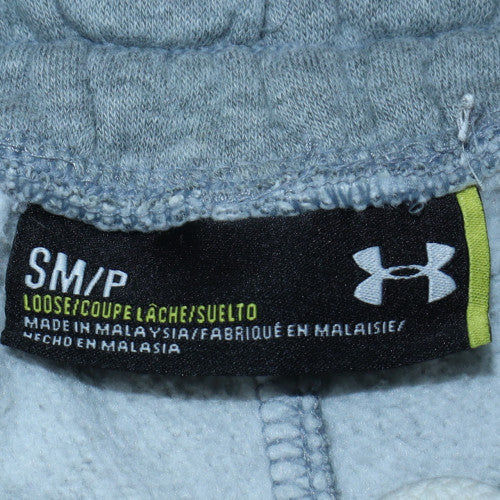 SM/P
LOOSE/COUPE LÂCHE/SUELTO
MADE IN MALAYSIA/FABRIQUÉ EN MALAISIE/
HECHO EN MALASIA